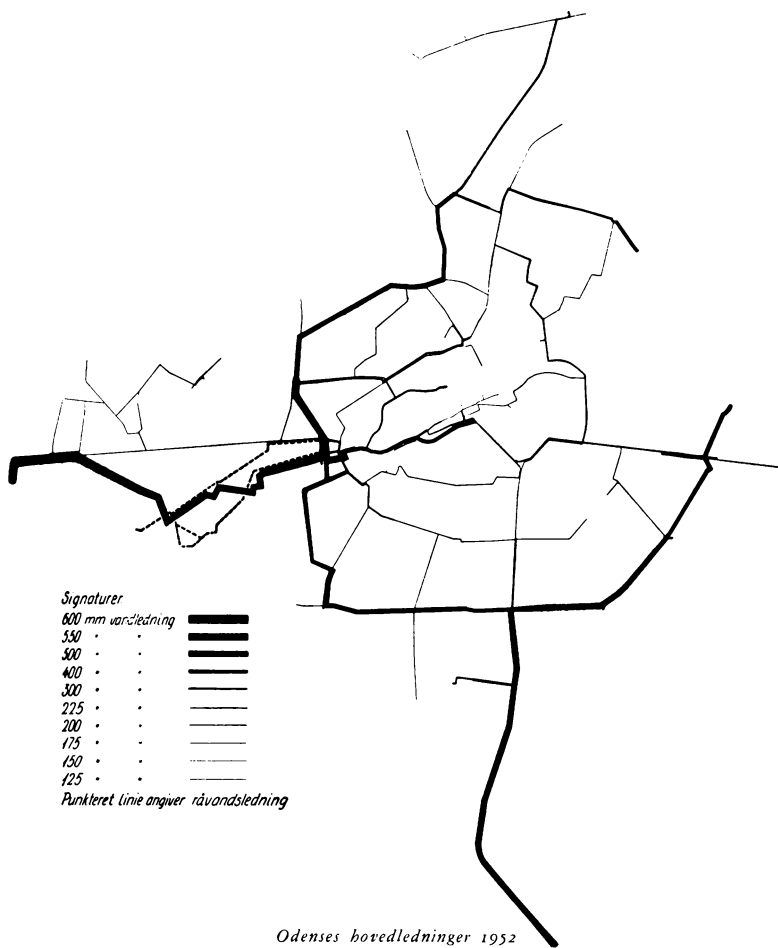 Signaturer
600 mm vandledning
550 " "
500 " "
400 " "
300 " "
225 " "
200 " "
175 " "
150 " "
125 " "
Punkteret linie angiver råvandsledning
Odenses hovedledninger 1952